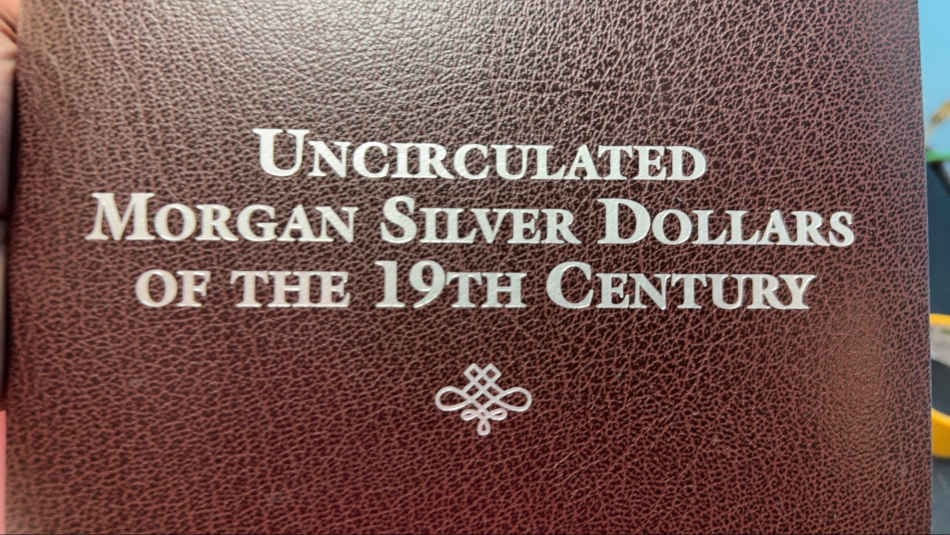 UNCIRCULATED
MORGAN SILVER DOLLARS
OF THE 19TH CENTURY